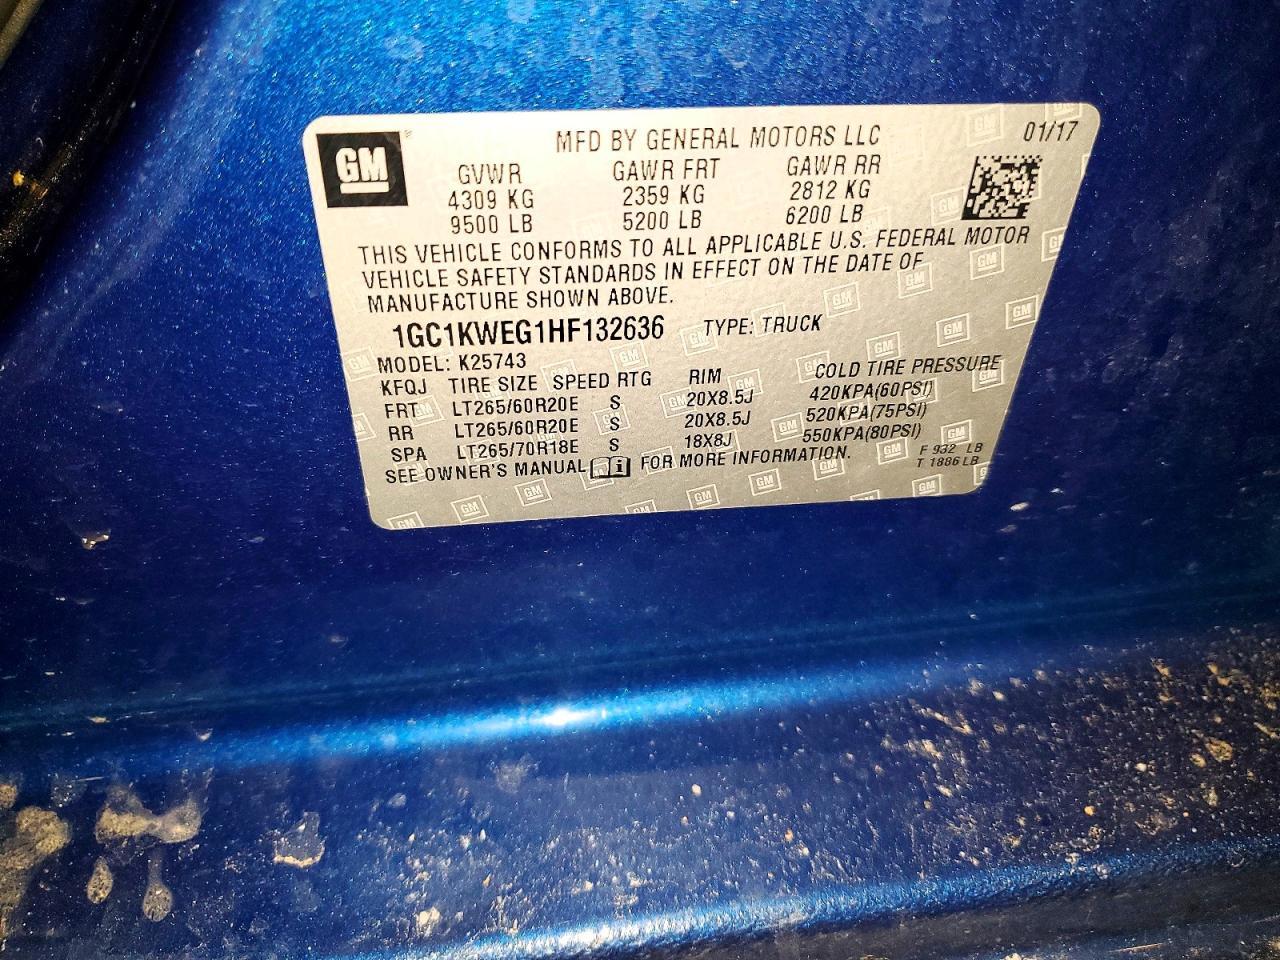 GM
MFD BY GENERAL MOTORS LLC 01/17
GVWR GAWR FRT GAWR RR
4309 KG 2359 KG 2812 KG
9500 LB 5200 LB 6200 LB
THIS VEHICLE CONFORMS TO ALL APPLICABLE U.S. FEDERAL MOTOR
VEHICLE SAFETY STANDARDS IN EFFECT ON THE DATE OF
MANUFACTURE SHOWN ABOVE.
1GC1KWEG1HF132636 TYPE: TRUCK
MODEL: K25743
KFQJ TIRE SIZE SPEED RTG RIM COLD TIRE PRESSURE
FRT LT265/60R20E S 20X8.5J 420KPA(60PSI)
RR LT265/60R20E S 20X8.5J 520KPA(75PSI)
SPA LT265/70R18E S 18X8J 550KPA(80PSI)
SEE OWNER'S MANUAL i FOR MORE INFORMATION.
F 932 LB
T 1886 LB